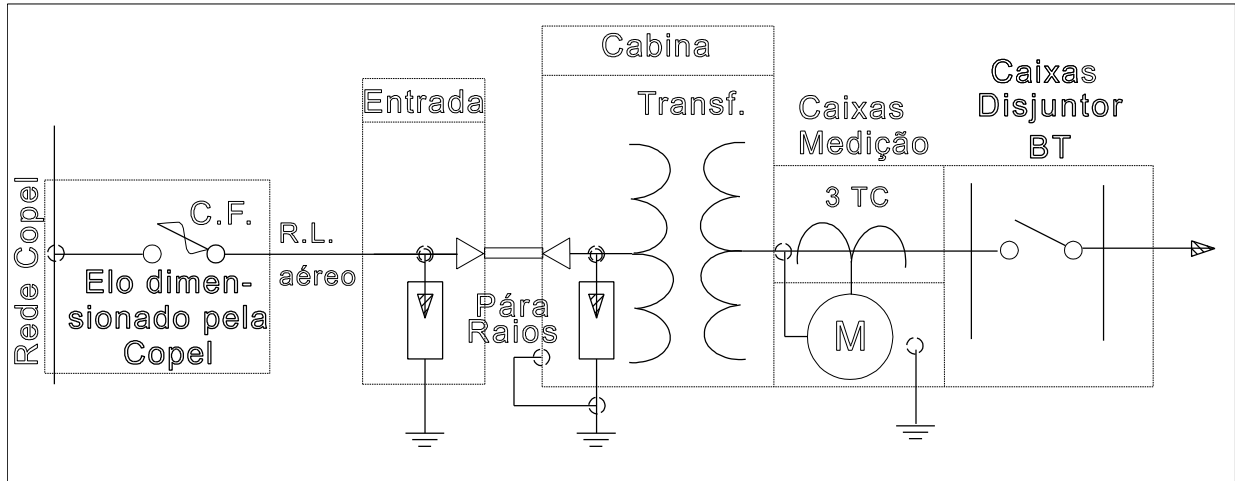 Rede Copel
C.F.
Elo dimen-
sionado pela
Copel
R.L.
aéreo
Entrada
Pára
Raios
Cabina
Transf.
Caixas
Medição
3 TC
M
Caixas
Disjuntor
BT